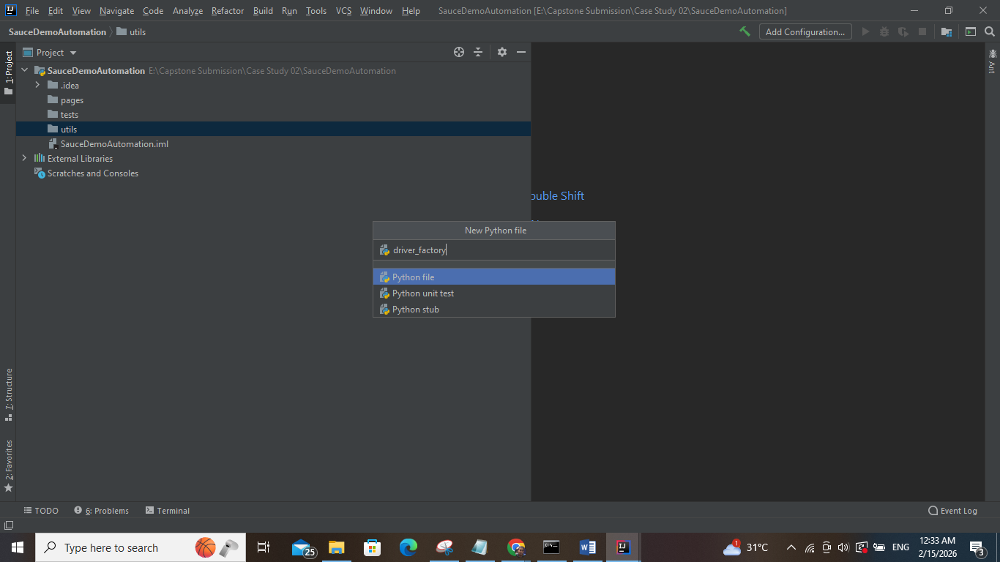 File Edit View Navigate Code Analyze Refactor Build Run Tools VCS Window Help SauceDemoAutomation [E:\Capstone Submission\Case Study 02\SauceDemoAutomation]
SauceDemoAutomation utils Add Configuration...
Project
1: Project
SauceDemoAutomation E:\Capstone Submission\Case Study 02\SauceDemoAutomation
.idea
pages
tests
utils
SauceDemoAutomation.iml
External Libraries
Scratches and Consoles
Ant
Double Shift
New Python file
driver_factory
Python file
Python unit test
Python stub
7: Structure
2: Favorites
TODO 6: Problems Terminal Event Log
Type here to search 25 31°C 1 ENG 12:33 AM
2/15/2026 3